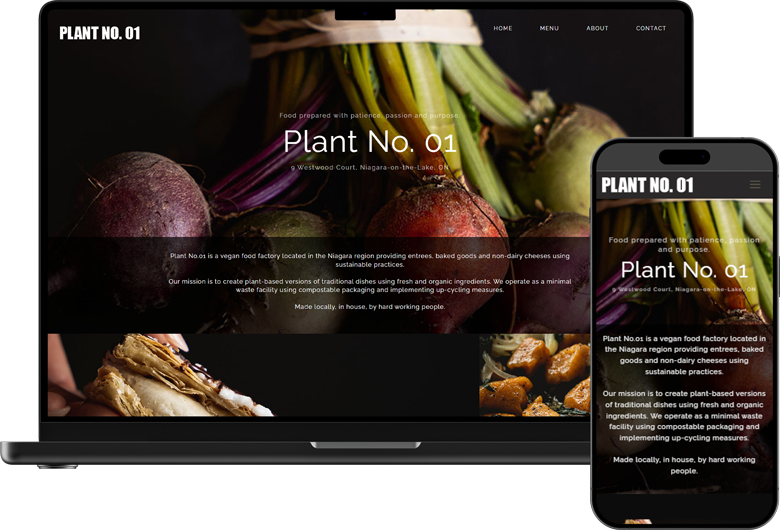 PLANT NO. 01
HOME MENU ABOUT CONTACT
Food prepared with patience, passion and purpose.
Plant No. 01
9 Westwood Court, Niagara-on-the-Lake, ON
Plant No.01 is a vegan food factory located in the Niagara region providing entrees, baked goods and non-dairy cheeses using
sustainable practices.
Our mission is to create plant-based versions of traditional dishes using fresh and organic ingredients. We operate as a minimal
waste facility using compostable packaging and implementing up-cycling measures.
Made locally, in house, by hard working people.
PLANT NO. 01
Food prepared with patience, passion
and purpose.
Plant No. 01
9 Westwood Court, Niagara-on-the-Lake, ON
Plant No.01 is a vegan food factory located in
the Niagara region providing entrees, baked
goods and non-dairy cheeses using
sustainable practices.
Our mission is to create plant-based versions
of traditional dishes using fresh and organic
ingredients. We operate as a minimal waste
facility using compostable packaging and
implementing up-cycling measures.
Made locally, in house, by hard working
people.